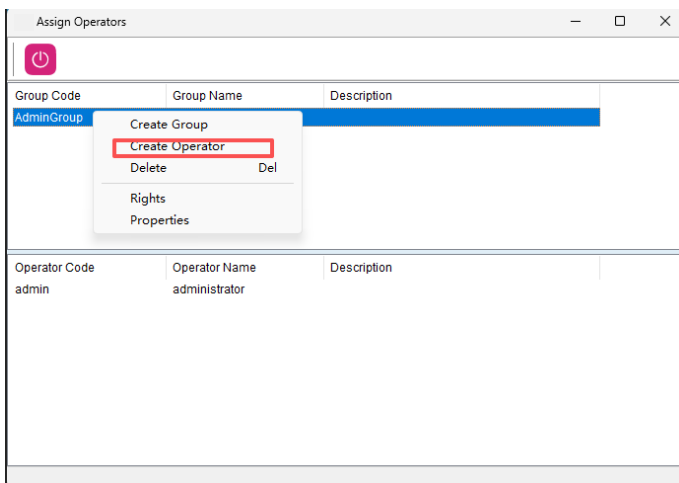 Assign Operators
Group Code Group Name Description
AdminGroup
Create Group
Create Operator
Delete Del
Rights
Properties
Operator Code Operator Name Description
admin administrator